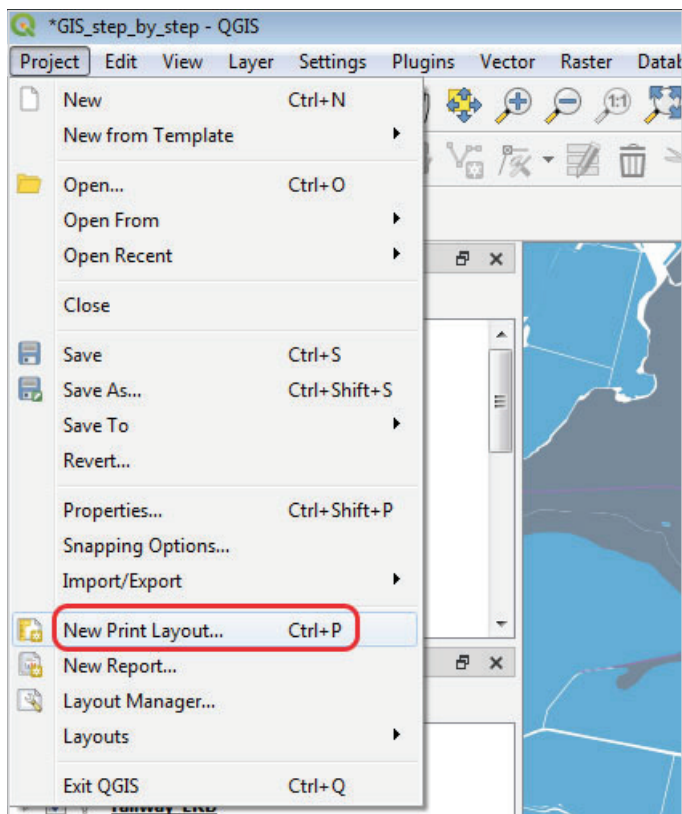 *GIS_step_by_step - QGIS
Project Edit View Layer Settings Plugins Vector Raster Datab
New Ctrl+N
New from Template
Open... Ctrl+O
Open From
Open Recent
Close
Save Ctrl+S
Save As... Ctrl+Shift+S
Save To
Revert...
Properties... Ctrl+Shift+P
Snapping Options...
Import/Export
New Print Layout... Ctrl+P
New Report...
Layout Manager...
Layouts
Exit QGIS Ctrl+Q